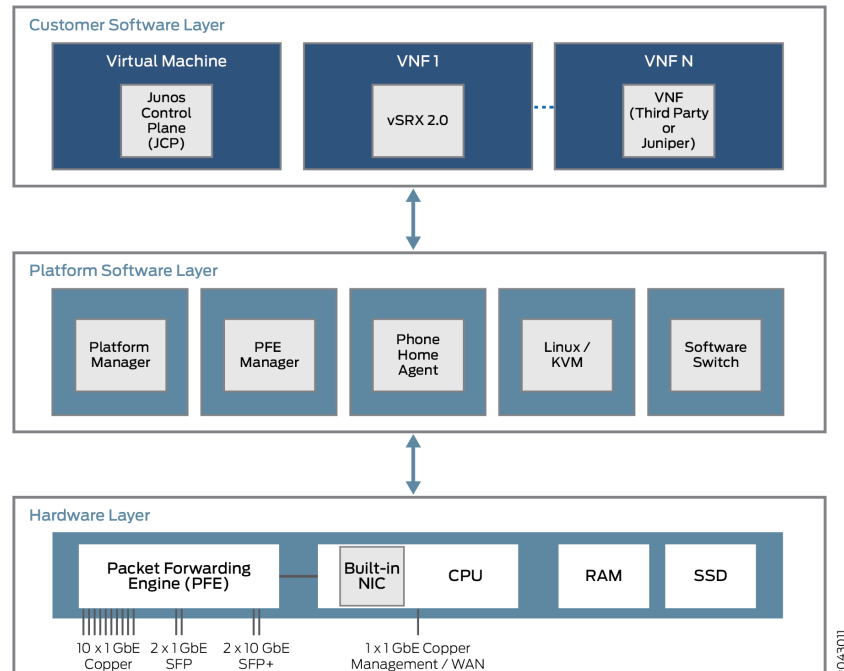 Customer Software Layer
Virtual Machine
Junos
Control
Plane
(JCP)
VNF 1
vSRX 2.0
VNF N
VNF
(Third Party
or
Juniper)
Platform Software Layer
Platform
Manager
PFE
Manager
Phone
Home
Agent
Linux /
KVM
Software
Switch
Hardware Layer
Packet Forwarding
Engine (PFE)
Built-in
NIC
CPU
RAM
SSD
10 x 1 GbE
Copper
2 x 1 GbE
SFP
2 x 10 GbE
SFP+
1 x 1 GbE Copper
Management / WAN